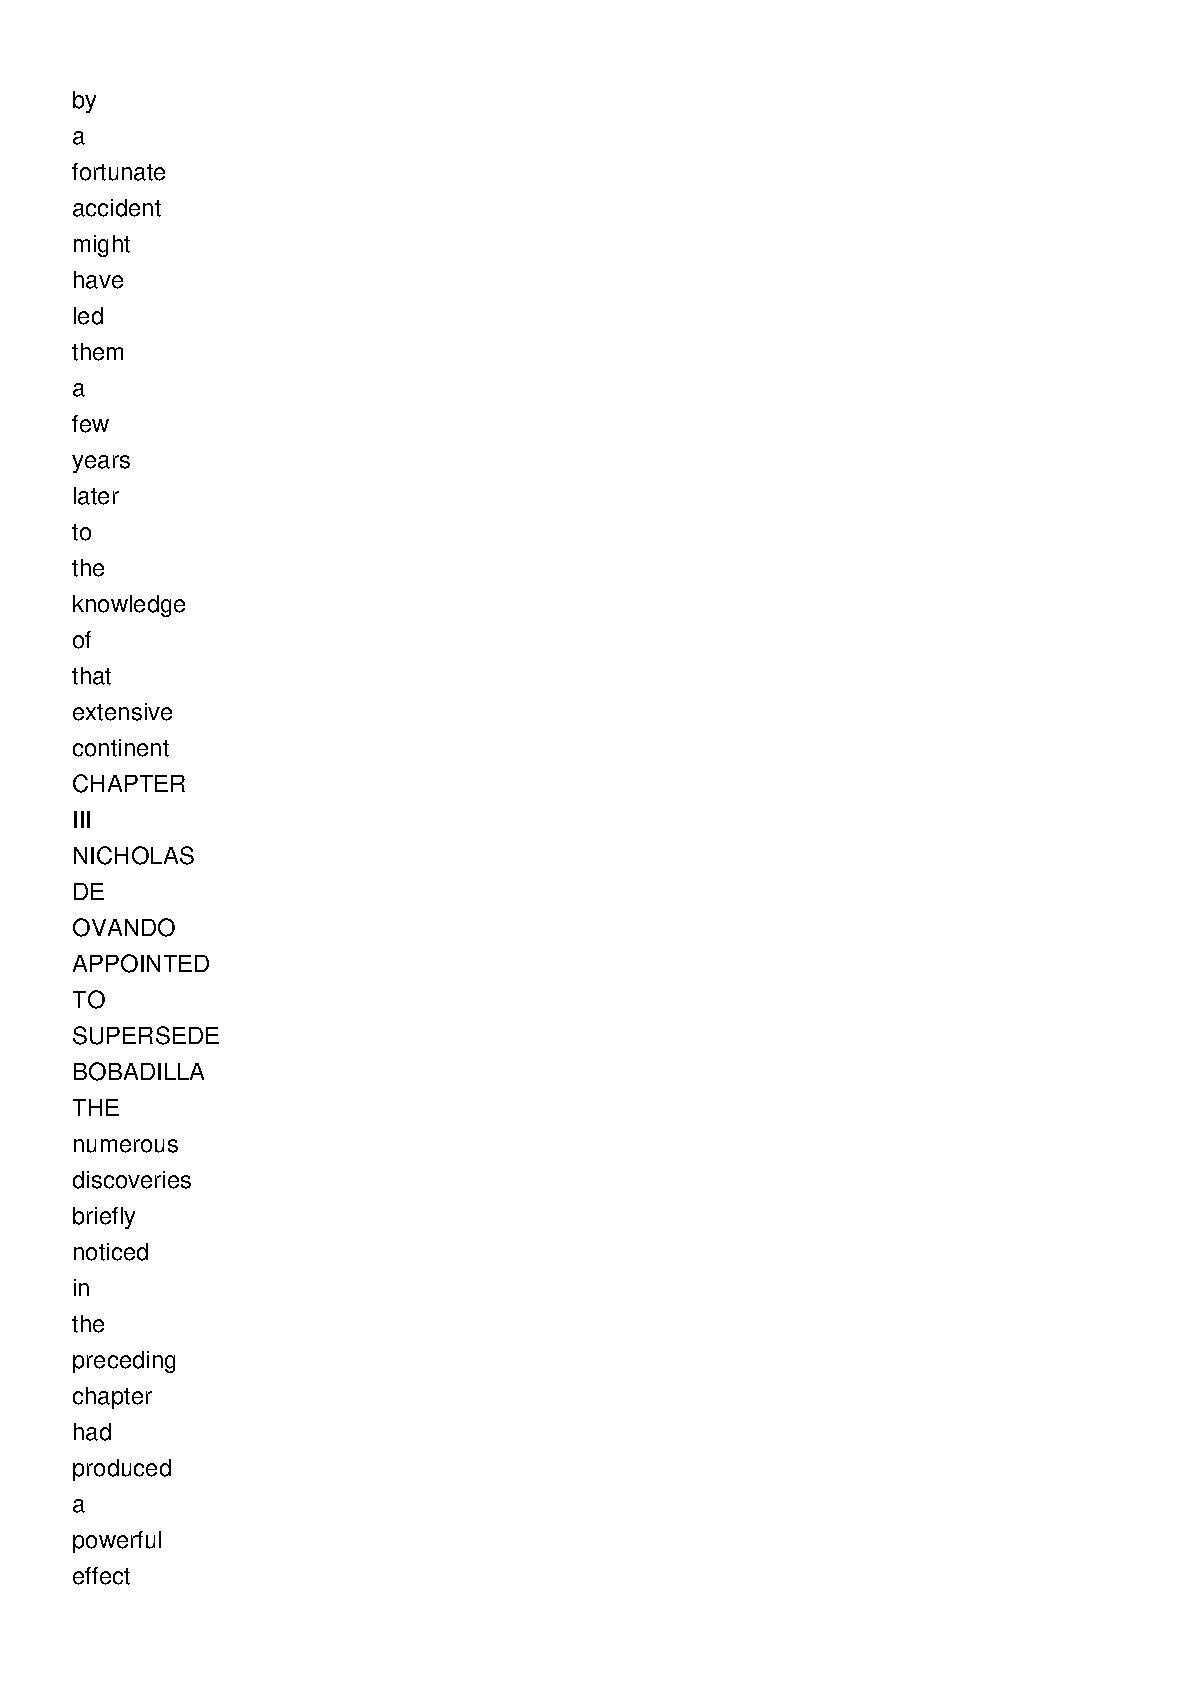 by
a
fortunate
accident
might
have
led
them
a
few
years
later
to
the
knowledge
of
that
extensive
continent
CHAPTER
III
NICHOLAS
DE
OVANDO
APPOINTED
TO
SUPERSEDE
BOBADILLA
THE
numerous
discoveries
briefly
noticed
in
the
preceding
chapter
had
produced
a
powerful
effect